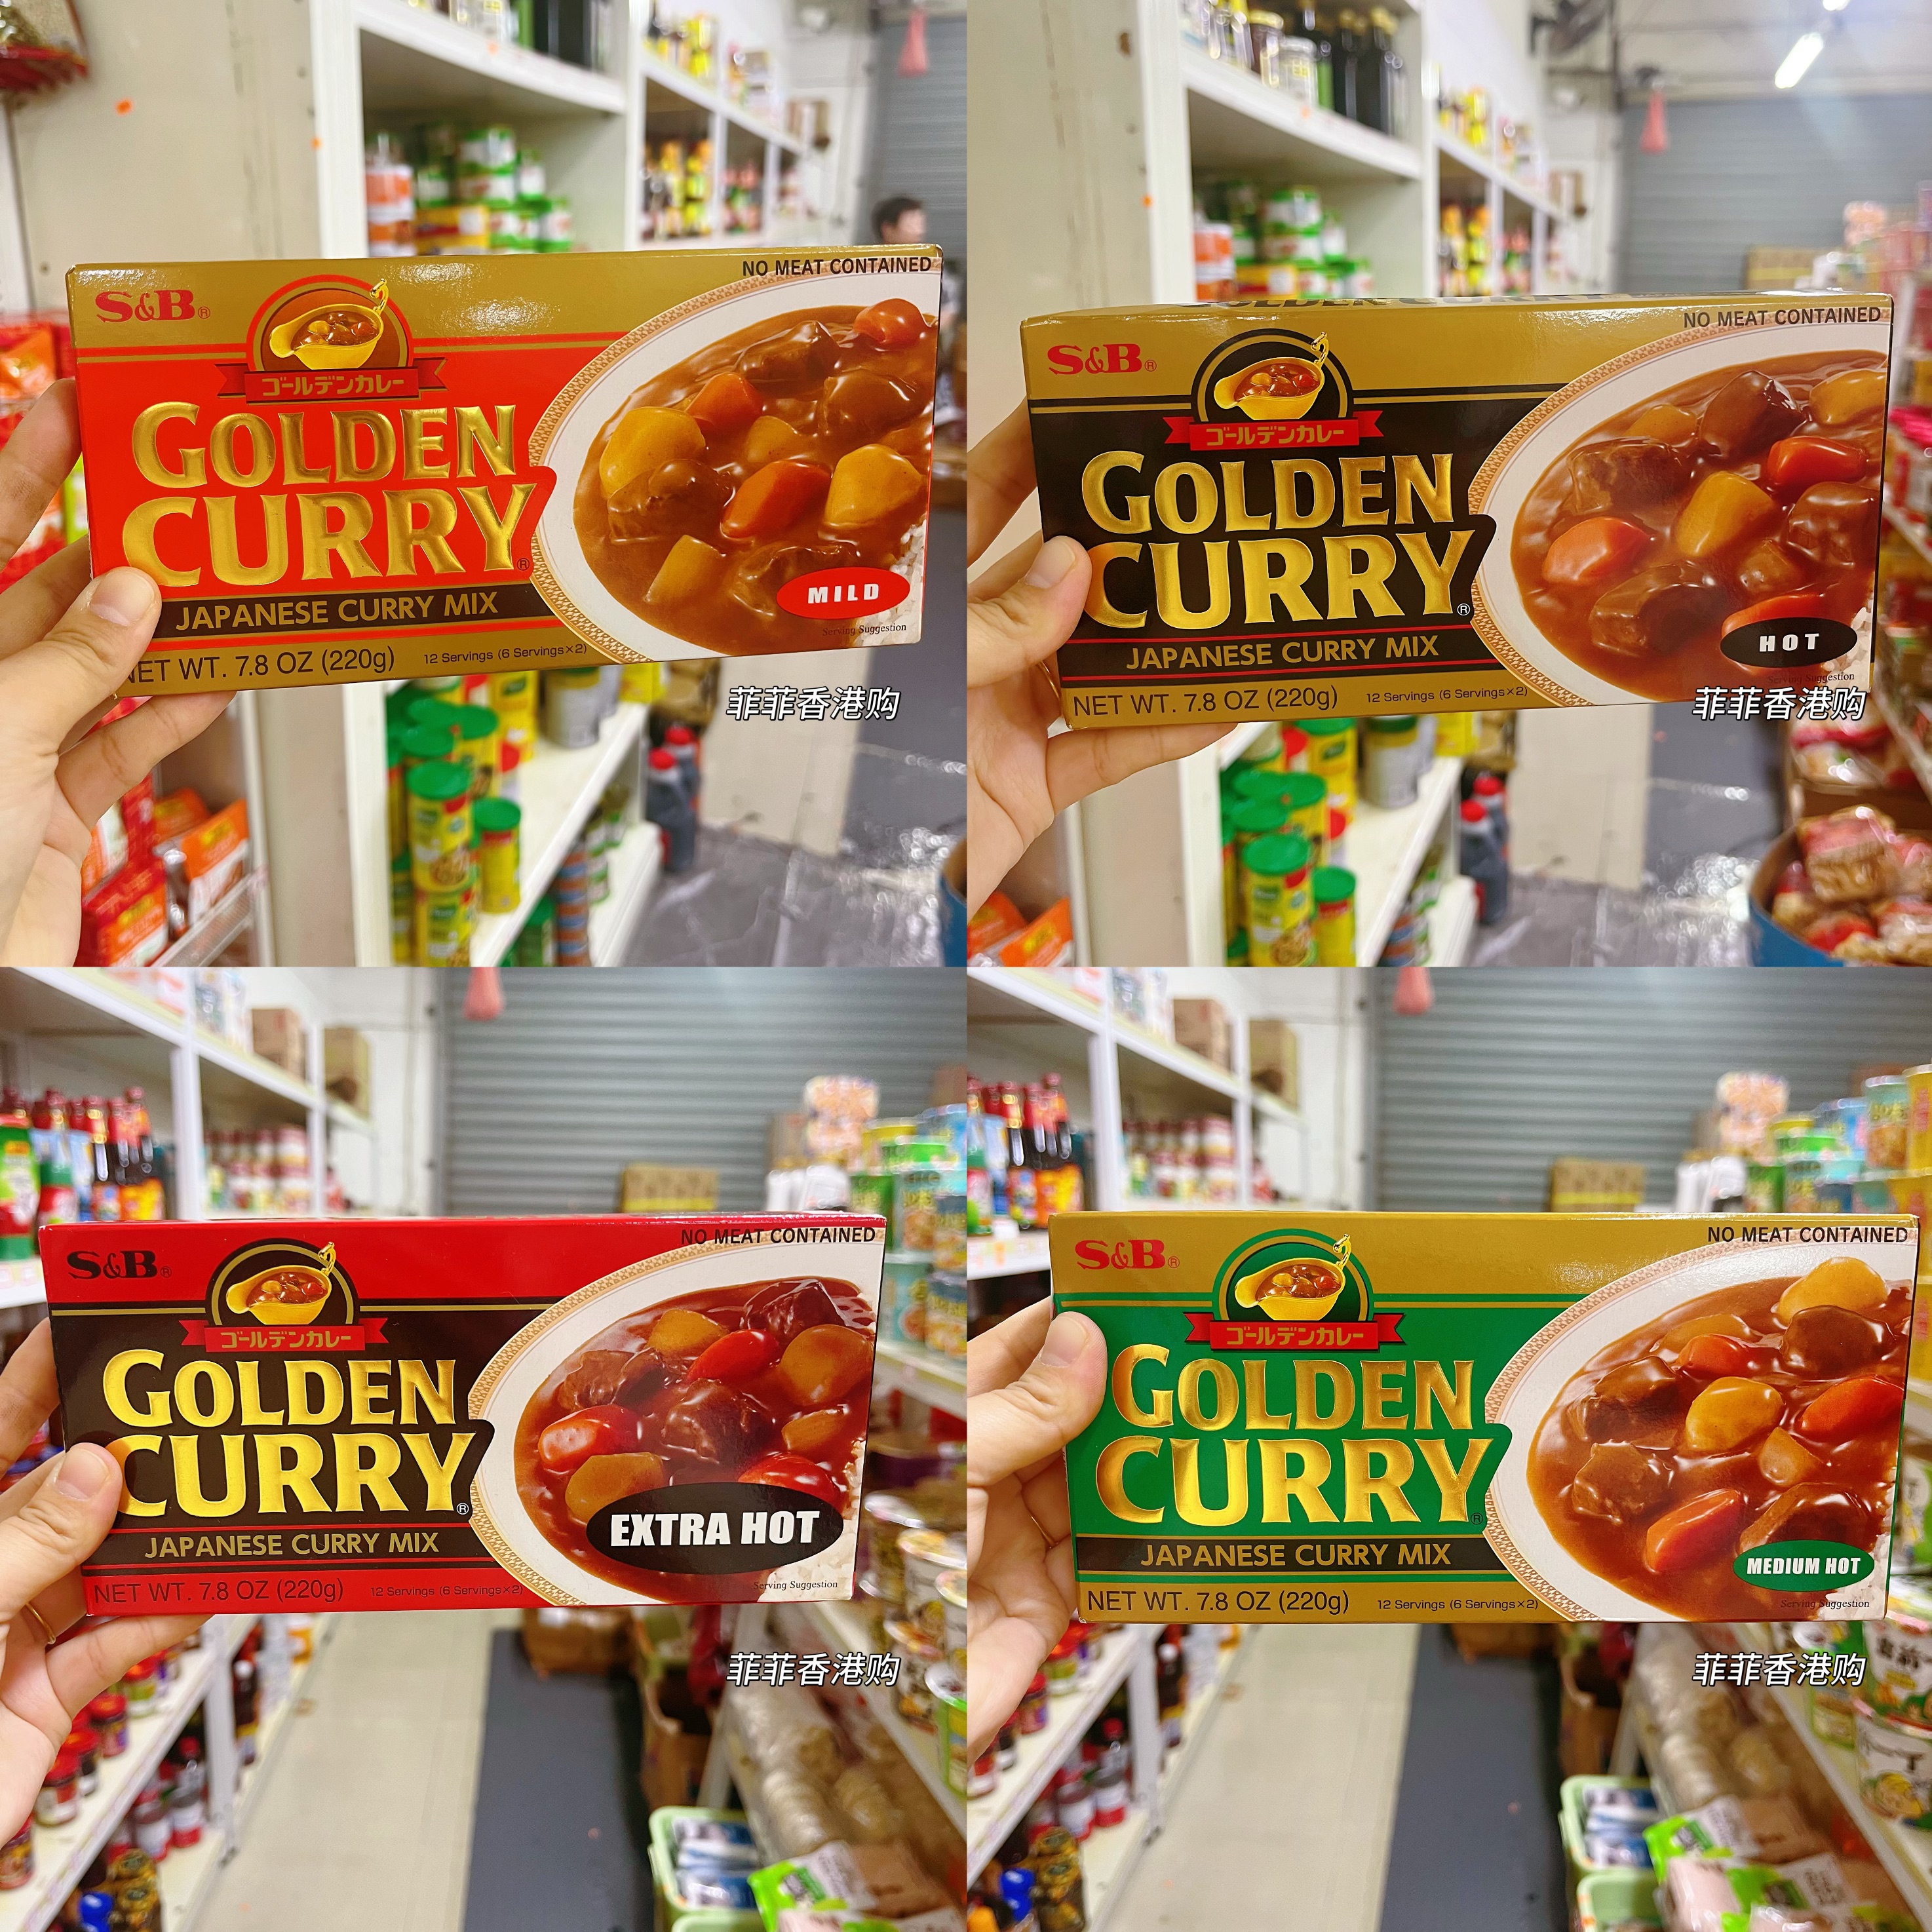 NO MEAT CONTAINED
S&B®
ゴールデンカレー
GOLDEN
CURRY®
JAPANESE CURRY MIX
MILD
Serving Suggestion
NET WT. 7.8 OZ (220g) 12 Servings (6 Servings×2)
菲菲香港购
NO MEAT CONTAINED
S&B®
ゴールデンカレー
GOLDEN
CURRY®
JAPANESE CURRY MIX
HOT
Serving Suggestion
NET WT. 7.8 OZ (220g) 12 Servings (6 Servings×2)
菲菲香港购
NO MEAT CONTAINED
S&B®
ゴールデンカレー
GOLDEN
CURRY®
JAPANESE CURRY MIX
EXTRA HOT
Serving Suggestion
NET WT. 7.8 OZ (220g) 12 Servings (6 Servings×2)
菲菲香港购
NO MEAT CONTAINED
S&B®
ゴールデンカレー
GOLDEN
CURRY®
JAPANESE CURRY MIX
MEDIUM HOT
Serving Suggestion
NET WT. 7.8 OZ (220g) 12 Servings (6 Servings×2)
菲菲香港购